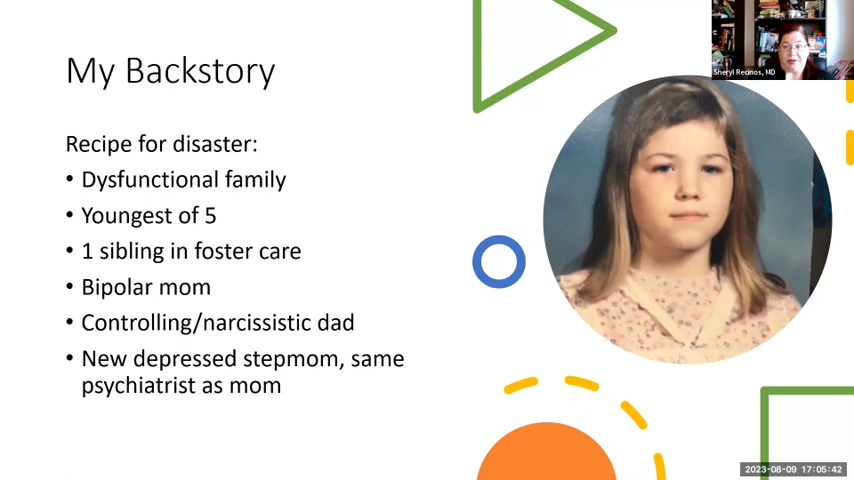 My Backstory
Recipe for disaster:
• Dysfunctional family
• Youngest of 5
• 1 sibling in foster care
• Bipolar mom
• Controlling/narcissistic dad
• New depressed stepmom, same
psychiatrist as mom
Sheryl Recinos, MD
2023-08-09 17:05:42